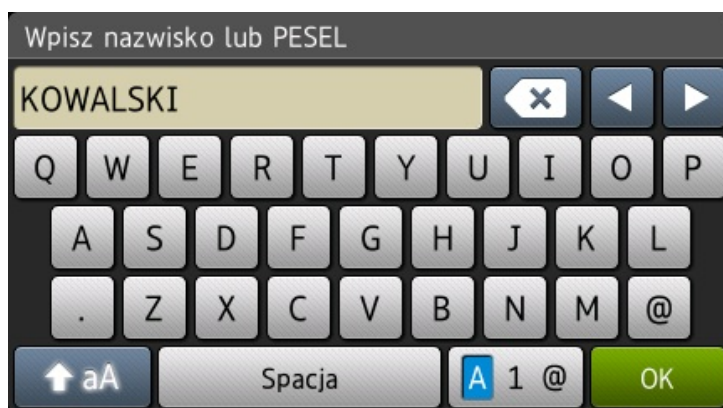 Wpisz nazwisko lub PESEL
KOWALSKI
Q W E R T Y U I O P
A S D F G H J K L
. Z X C V B N M @
aA Spacja A 1 @ OK